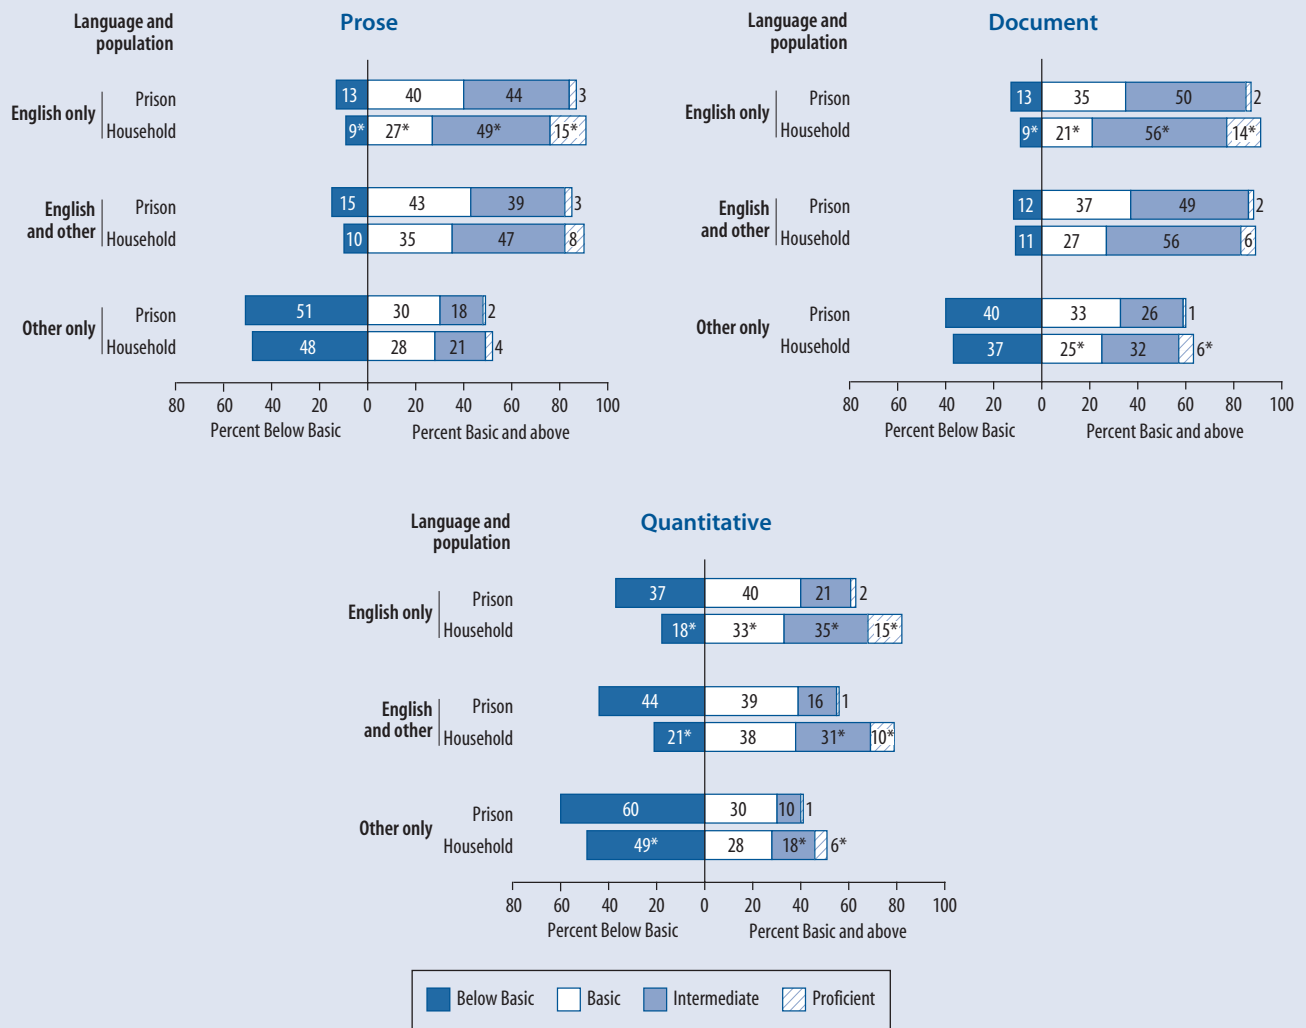 Language and
population
Prose
English only
Prison
13 40 44 3
Household
9* 27* 49* 15*
English
and other
Prison
15 43 39 3
Household
10 35 47 8
Other only
Prison
51 30 18 2
Household
48 28 21 4
80 60 40 20 0 20 40 60 80 100
Percent Below Basic Percent Basic and above
Language and
population
Document
English only
Prison
13 35 50 2
Household
9* 21* 56* 14*
English
and other
Prison
12 37 49 2
Household
11 27 56 6
Other only
Prison
40 33 26 1
Household
37 25* 32 6*
80 60 40 20 0 20 40 60 80 100
Percent Below Basic Percent Basic and above
Language and
population
Quantitative
English only
Prison
37 40 21 2
Household
18* 33* 35* 15*
English
and other
Prison
44 39 16 1
Household
21* 38 31* 10*
Other only
Prison
60 30 10 1
Household
49* 28 18* 6*
80 60 40 20 0 20 40 60 80 100
Percent Below Basic Percent Basic and above
Below Basic Basic Intermediate Proficient